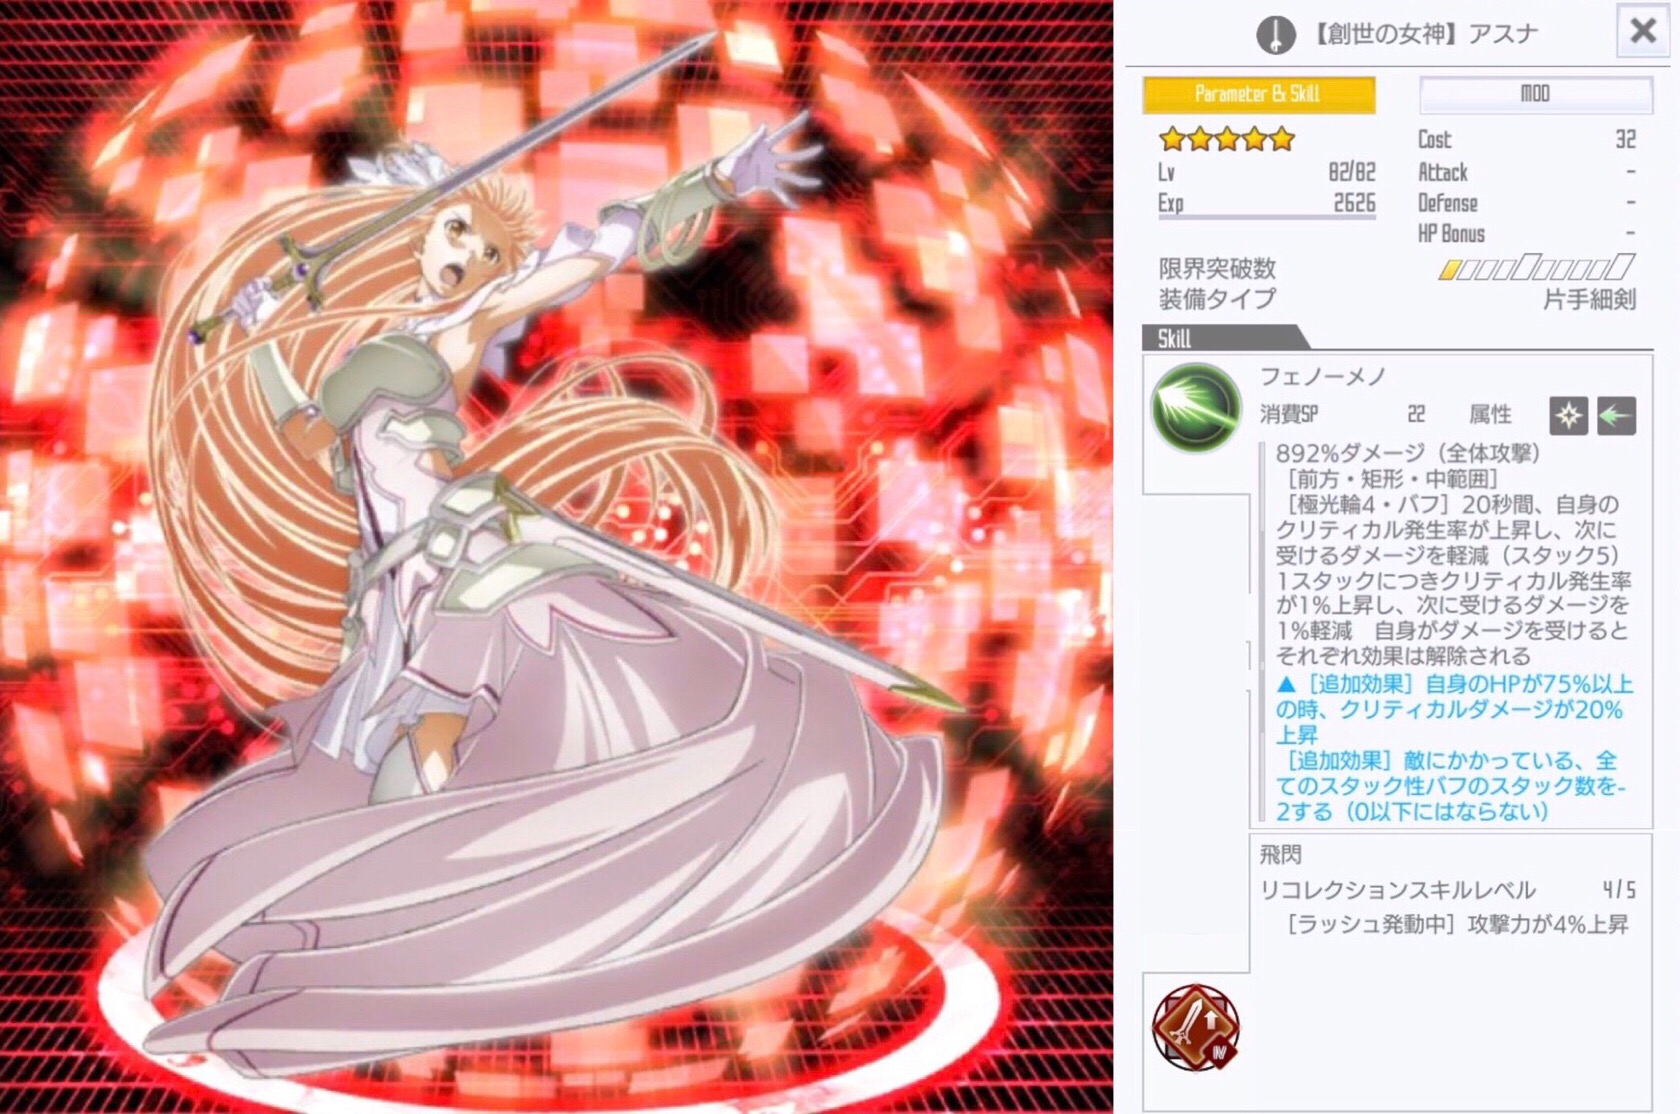 【創世の女神】アスナ
Parameter & Skill
MOD
Lv 82/82
Exp 2626
Cost 32
Attack -
Defense -
HP Bonus -
限界突破数
装備タイプ 片手細剣
Skill
フェノーメノ
消費SP 22 属性
892%ダメージ（全体攻撃）
［前方・矩形・中範囲］
［極光輪4・バフ］20秒間、自身の
クリティカル発生率が上昇し、次に
受けるダメージを軽減（スタック5）
1スタックにつきクリティカル発生率
が1%上昇し、次に受けるダメージを
1%軽減　自身がダメージを受けると
それぞれ効果は解除される
▲［追加効果］自身のHPが75%以上
の時、クリティカルダメージが20%
上昇
［追加効果］敵にかかっている、全
てのスタック性バフのスタック数を-
2する（0以下にはならない）
飛閃
リコレクションスキルレベル 4/5
［ラッシュ発動中］攻撃力が4%上昇
IV